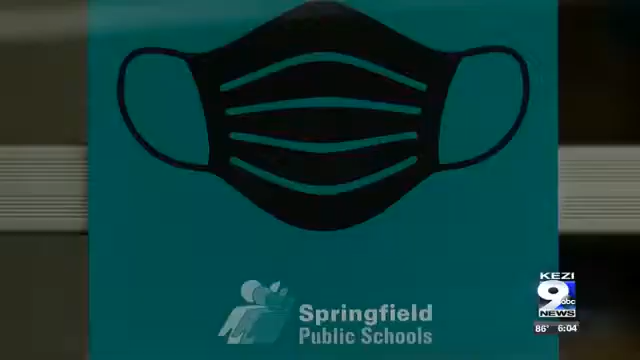 Springfield
Public Schools
KEZI
9 abc
NEWS
86° 6:04